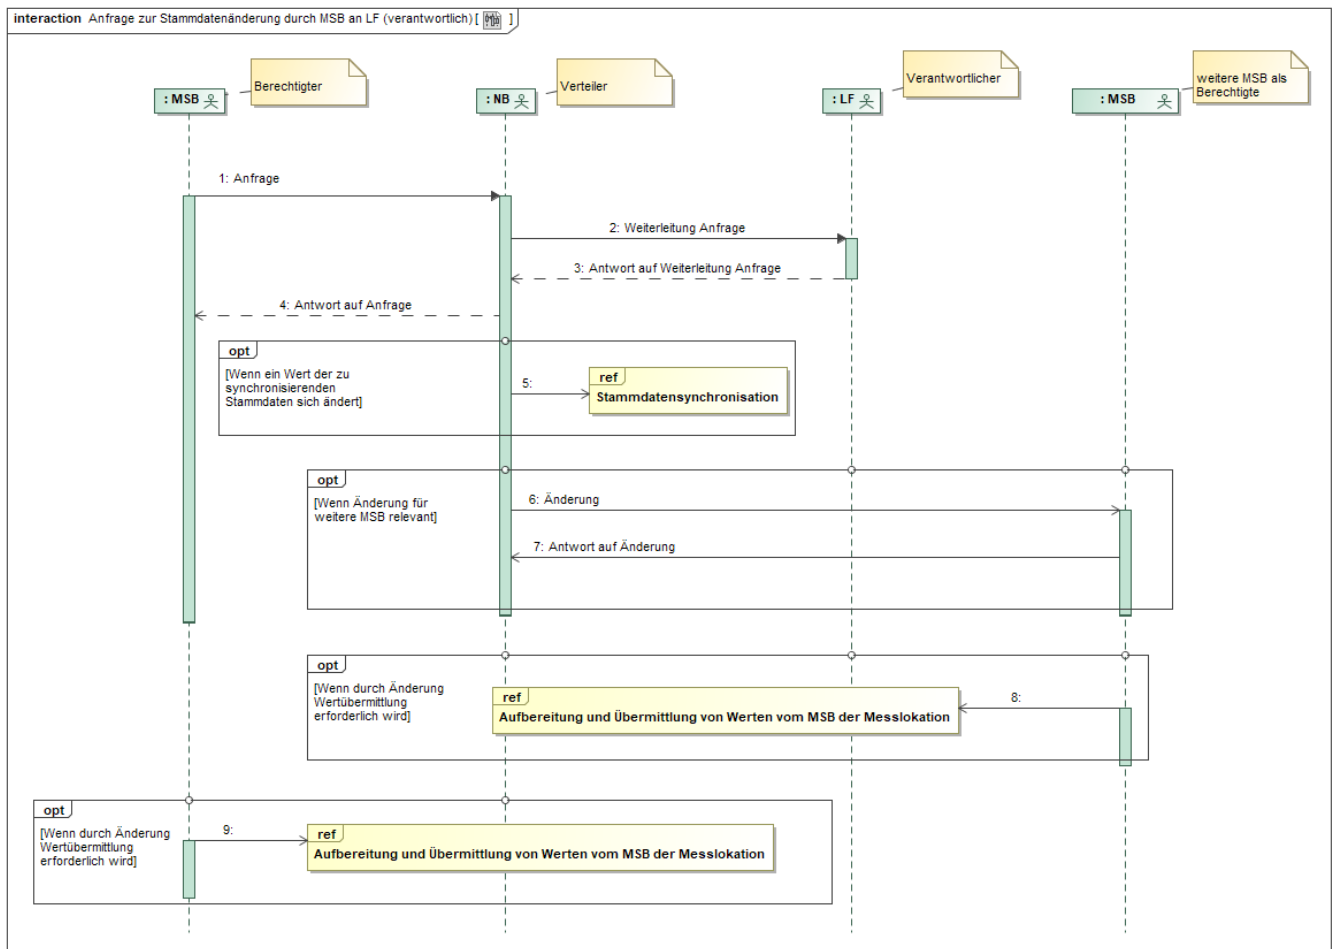 interaction Anfrage zur Stammdatenänderung durch MSB an LF (verantwortlich) [ ]
Berechtigter
Verteiler
Verantwortlicher
weitere MSB als
Berechtigte
: MSB
: NB
: LF
: MSB
1: Anfrage
2: Weiterleitung Anfrage
3: Antwort auf Weiterleitung Anfrage
4: Antwort auf Anfrage
opt
[Wenn ein Wert der zu
synchronisierenden
Stammdaten sich ändert]
5:
ref
Stammdatensynchronisation
opt
[Wenn Änderung für
weitere MSB relevant]
6: Änderung
7: Antwort auf Änderung
opt
[Wenn durch Änderung
Wertübermittlung
erforderlich wird]
ref
Aufbereitung und Übermittlung von Werten vom MSB der Messlokation
8:
opt
[Wenn durch Änderung
Wertübermittlung
erforderlich wird]
9:
ref
Aufbereitung und Übermittlung von Werten vom MSB der Messlokation